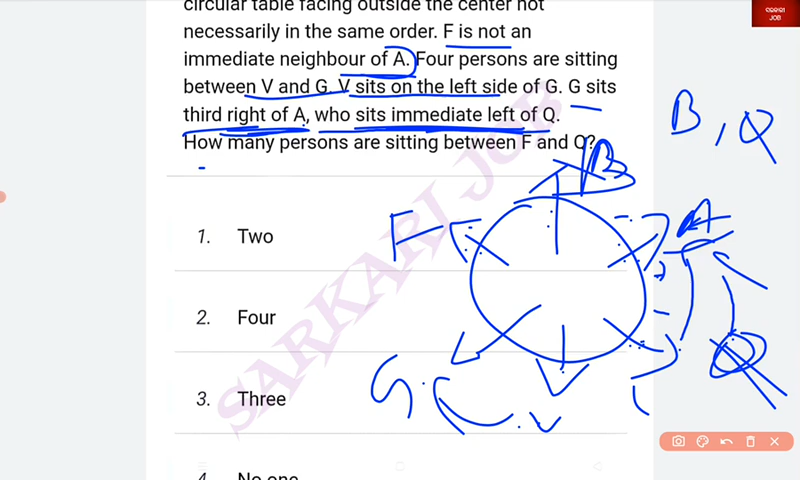 circular table facing outside the center not
necessarily in the same order. F is not an
immediate neighbour of A. Four persons are sitting
between V and G. V sits on the left side of G. G sits
third right of A, who sits immediate left of Q.
How many persons are sitting between F and Q?
1. Two
2. Four
3. Three
4. No one
SARKARI JOB
ସରକାରୀ
JOB
B, Q
B
F
A
Q
G
V